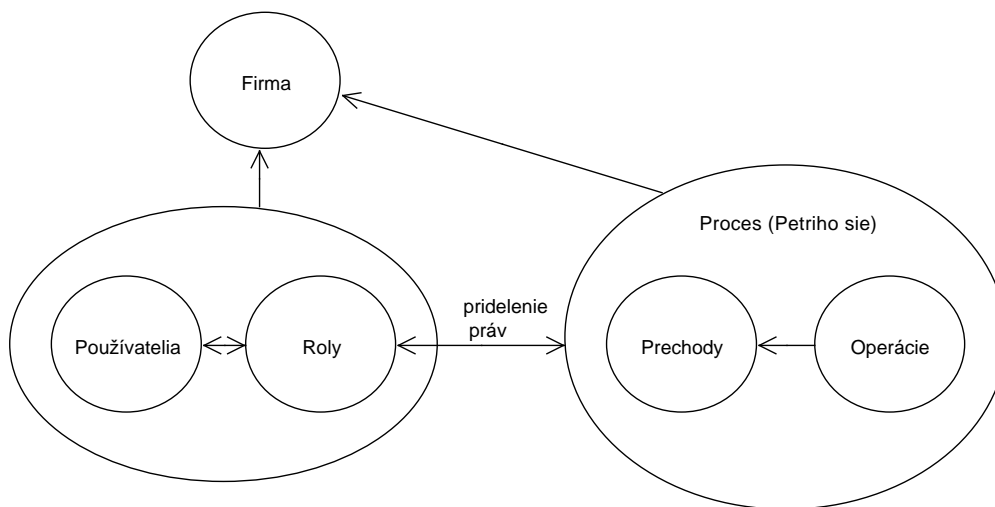 Firma
Proces (Petriho sie)
pridelenie
práv
Používatelia
Roly
Prechody
Operácie